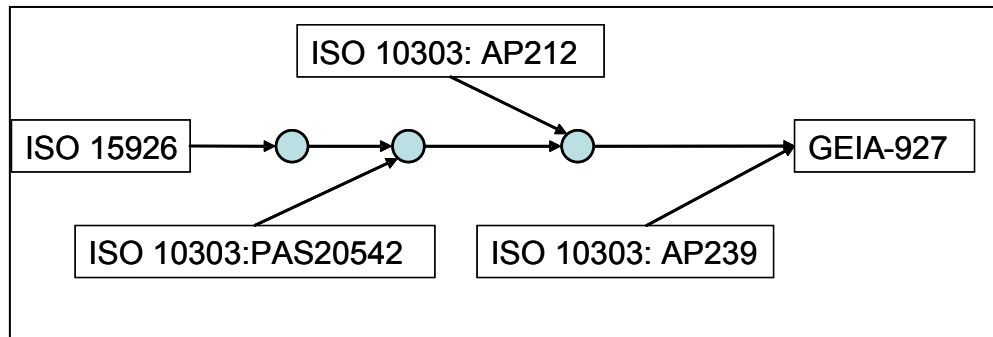 ISO 10303: AP212
ISO 15926
GEIA-927
ISO 10303:PAS20542
ISO 10303: AP239